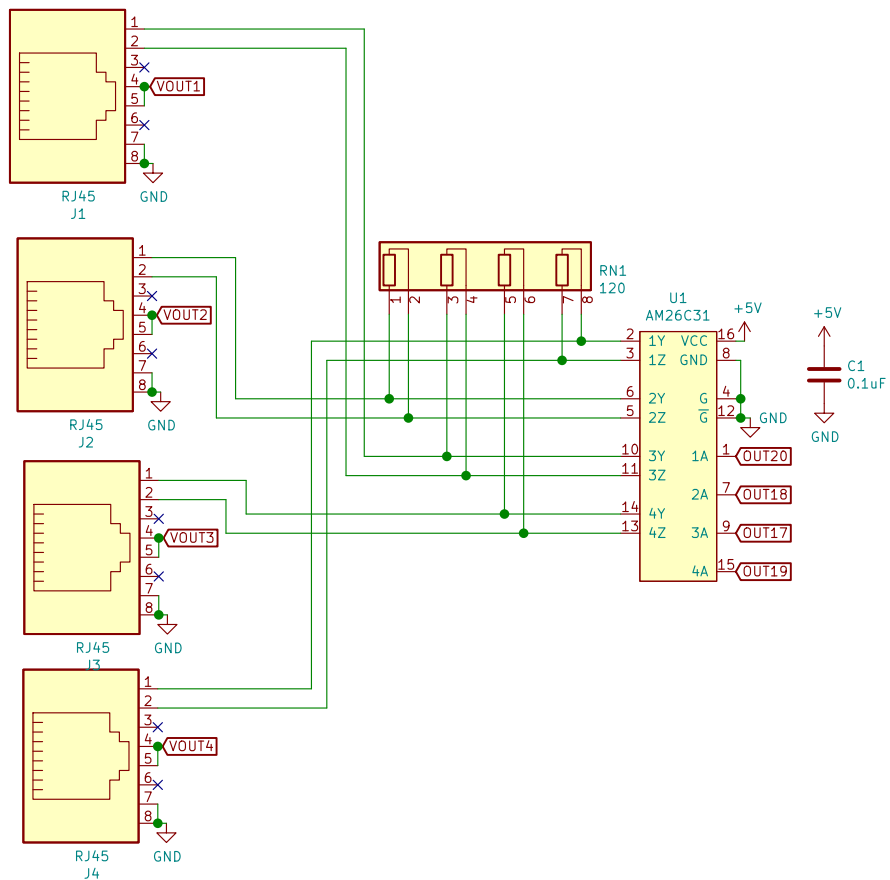 1
2
3
4
VOUT1
5
6
7
8
RJ45
GND
J1
1
2
3
4
VOUT2
5
6
7
8
RJ45
GND
J2
1
2
3
4
VOUT3
5
6
7
8
RJ45
GND
J3
1
2
3
4
VOUT4
5
6
7
8
RJ45
GND
J4
RN1
120
1 2 3 4 5 6 7 8
U1
AM26C31
2 1Y VCC 16 +5V
3 1Z GND 8
6 2Y G 4
5 2Z G 12 GND
10 3Y 1A 1 OUT20
11 3Z
2A 7 OUT18
14 4Y
13 4Z 3A 9 OUT17
4A 15 OUT19
+5V
C1
0.1uF
GND